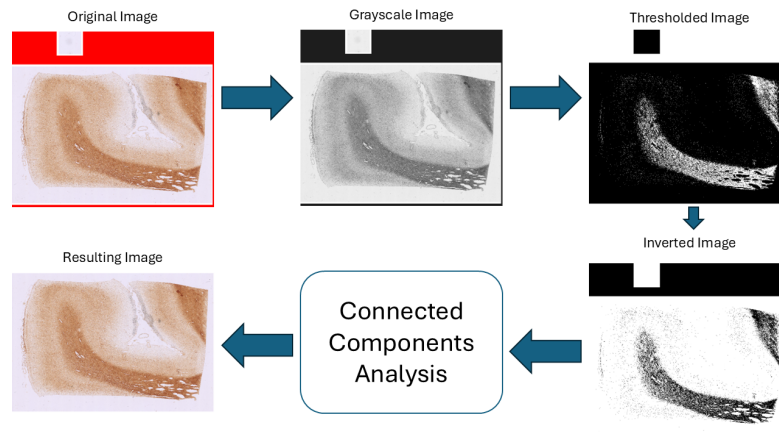 Original Image
Grayscale Image
Thresholded Image
Inverted Image
Connected
Components
Analysis
Resulting Image